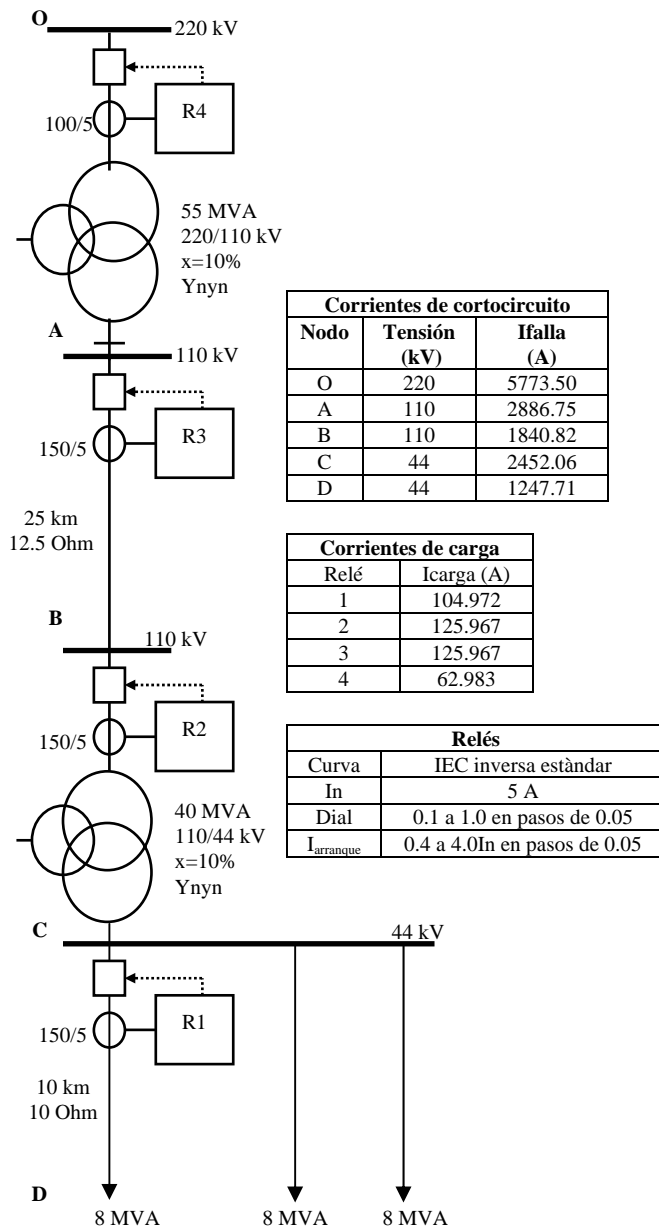 O
220 kV
R4
100/5
55 MVA
220/110 kV
x=10%
Ynyn
A
110 kV
R3
150/5
25 km
12.5 Ohm
B
110 kV
R2
150/5
40 MVA
110/44 kV
x=10%
Ynyn
C
44 kV
R1
150/5
10 km
10 Ohm
D
8 MVA 8 MVA 8 MVA
Corrientes de cortocircuito
Nodo Tensión (kV) Ifalla (A)
O 220 5773.50
A 110 2886.75
B 110 1840.82
C 44 2452.06
D 44 1247.71
Corrientes de carga
Relé Icarga (A)
1 104.972
2 125.967
3 125.967
4 62.983
Relés
Curva IEC inversa estàndar
In 5 A
Dial 0.1 a 1.0 en pasos de 0.05
Iarranque 0.4 a 4.0In en pasos de 0.05